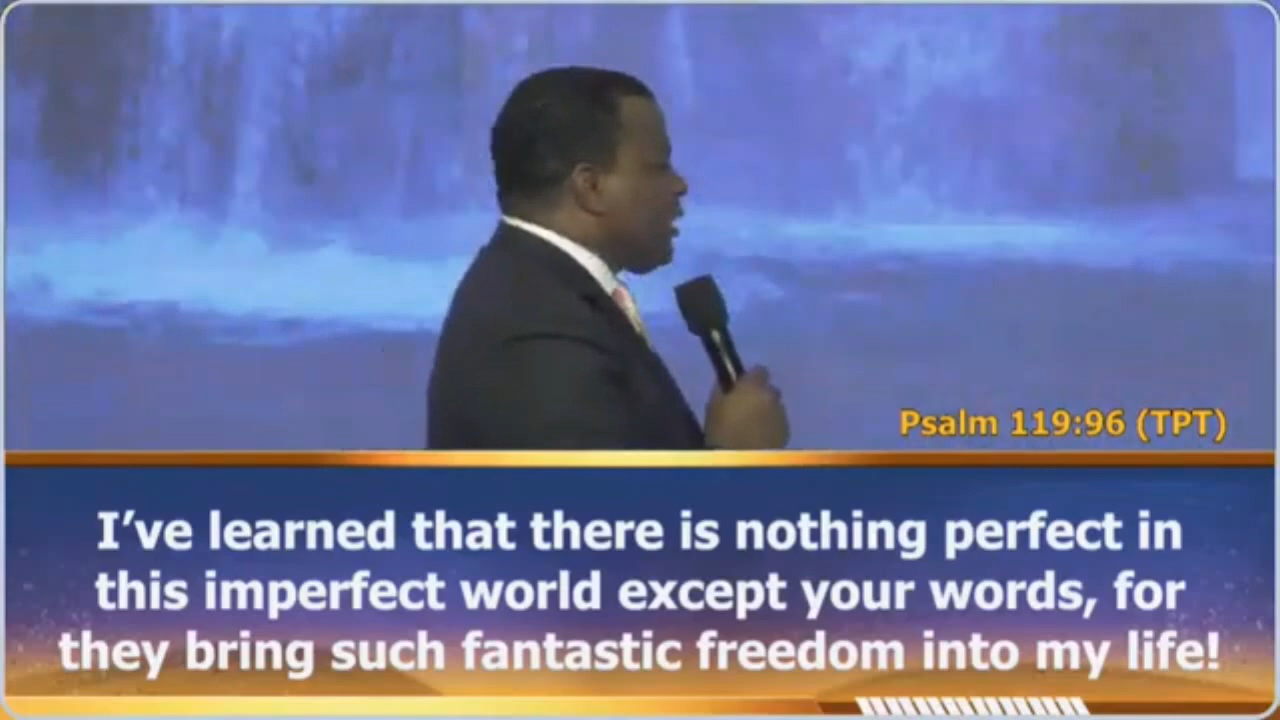 Psalm 119:96 (TPT)
I’ve learned that there is nothing perfect in
this imperfect world except your words, for
they bring such fantastic freedom into my life!